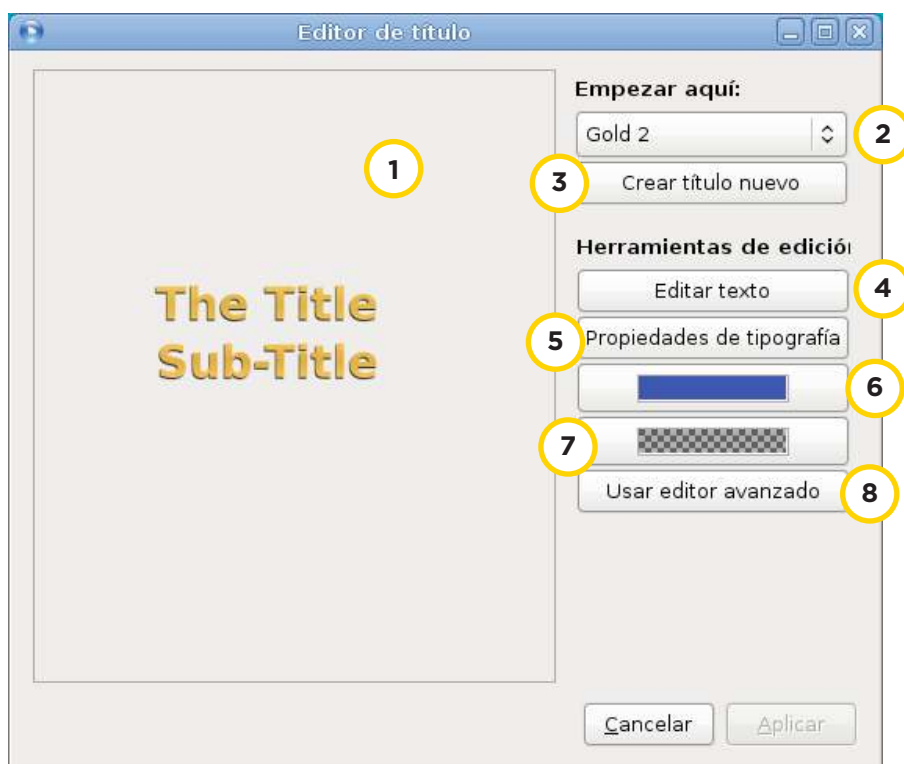 Editor de título
Empezar aquí:
Gold 2
2
1
3
Crear título nuevo
Herramientas de edición
Editar texto
4
The Title
Sub-Title
5
Propiedades de tipografía
6
7
Usar editor avanzado
8
Cancelar
Aplicar